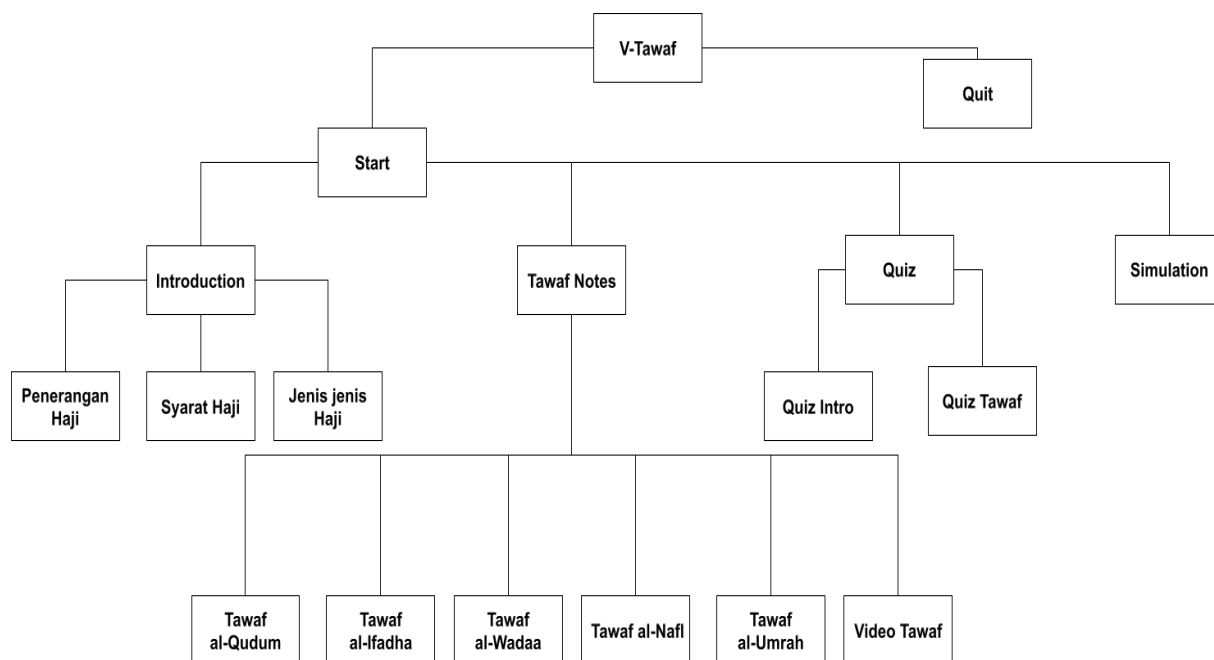 V-Tawaf
Quit
Start
Introduction
Tawaf Notes
Quiz
Simulation
Penerangan
Haji
Syarat Haji
Jenis jenis
Haji
Quiz Intro
Quiz Tawaf
Tawaf
al-Qudum
Tawaf
al-Ifadha
Tawaf
al-Wadaa
Tawaf al-Nafl
Tawaf
al-Umrah
Video Tawaf